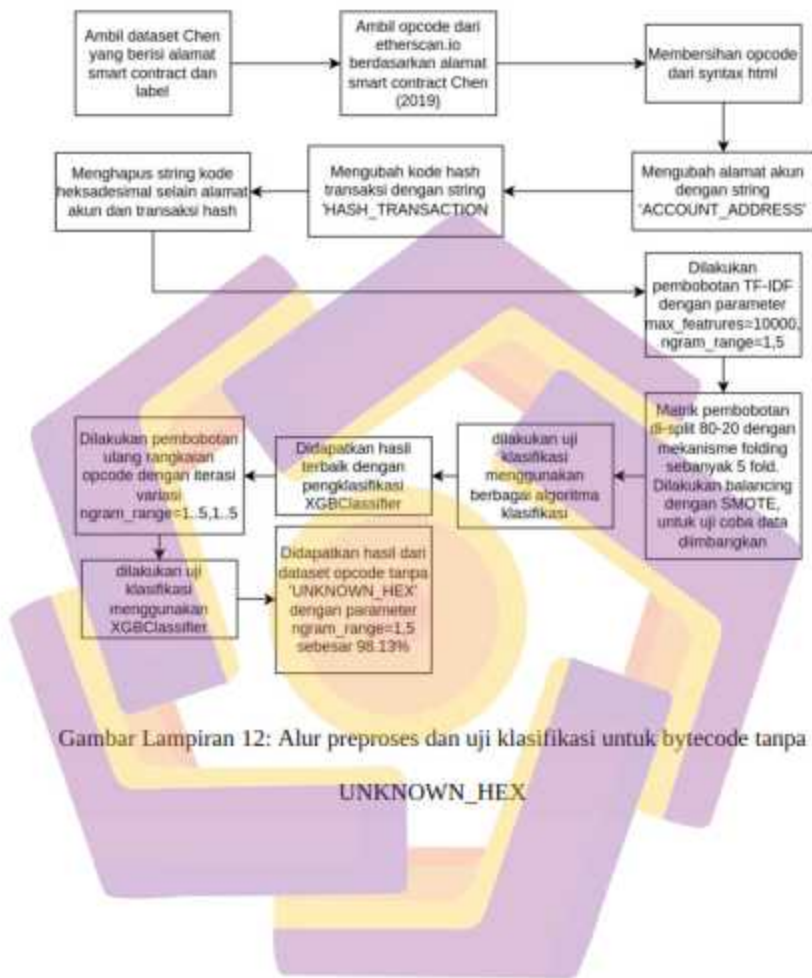 Ambil dataset Chen
yang berisi alamat
smart contract dan
label
Ambil opcode dari
etherscan.io
berdasarkan alamat
smart contract Chen
(2019)
Membersihan opcode
dari syntax html
Mengubah alamat akun
dengan string
'ACCOUNT_ADDRESS'
Mengubah kode hash
transaksi dengan string
'HASH_TRANSACTION
Menghapus string kode
heksadesimal selain alamat
akun dan transaksi hash
Dilakukan
pembobotan TF-IDF
dengan parameter
max_featrures=10000,
ngram_range=1,5
Matrik pembobotan
di-split 80-20 dengan
mekanisme folding
sebanyak 5 fold.
Dilakukan balancing
dengan SMOTE,
untuk uji coba data
diimbangkan
dilakukan uji
klasifikasi
menggunakan
berbagai algoritma
klasifikasi
Didapatkan hasil
terbaik dengan
pengklasifikasi
XGBClassifier
Dilakukan pembobotan
ulang rangkaian
opcode dengan iterasi
variasi
ngram_range=1..5,1..5
dilakukan uji
klasifikasi
menggunakan
XGBClassifier
Didapatkan hasil dari
dataset opcode tanpa
'UNKNOWN_HEX'
dengan parameter
ngram_range=1,5
sebesar 98.13%
Gambar Lampiran 12: Alur preproses dan uji klasifikasi untuk bytecode tanpa
UNKNOWN_HEX